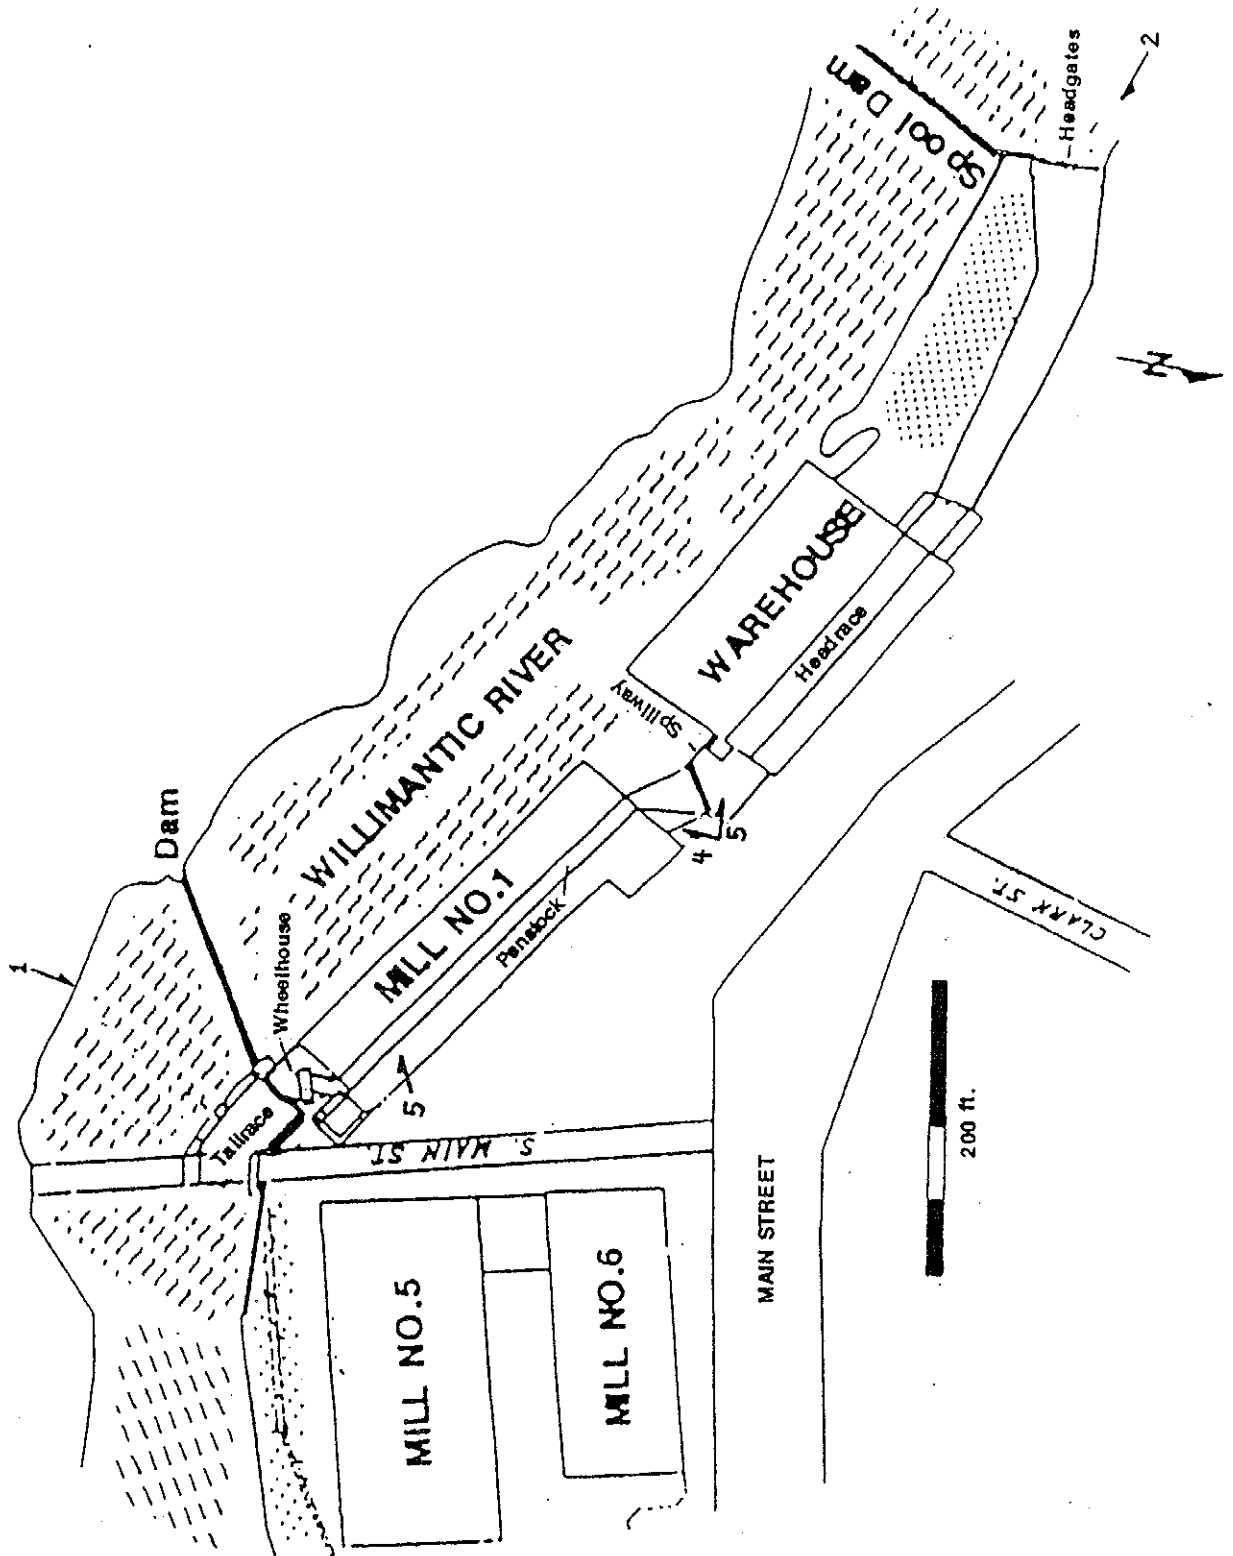 2
Headgates
Spool Dam
N
WAREHOUSE
Headrace
Spillway
WILLIMANTIC RIVER
Dam
1
MILL NO.1
Penstock
Wheelhouse
4
5
5
Tailrace
S. MAIN ST.
CLARK ST.
MAIN STREET
200 ft.
MILL NO.5
MILL NO.6